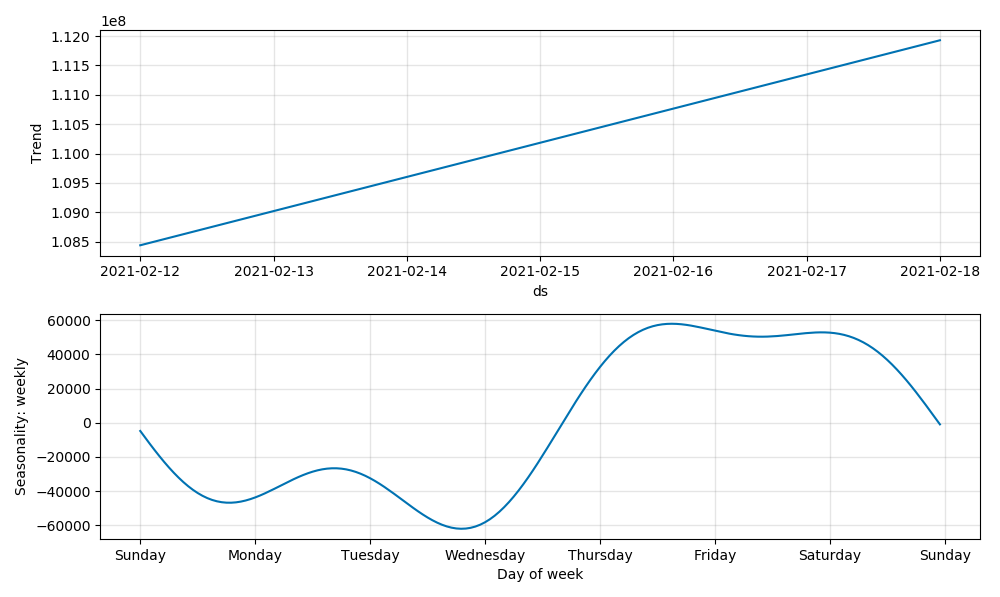 1e8
1.120
1.115
1.110
1.105
1.100
1.095
1.090
1.085
Trend
2021-02-12 2021-02-13 2021-02-14 2021-02-15 2021-02-16 2021-02-17 2021-02-18
ds
60000
40000
20000
0
−20000
−40000
−60000
Seasonality: weekly
Sunday Monday Tuesday Wednesday Thursday Friday Saturday Sunday
Day of week